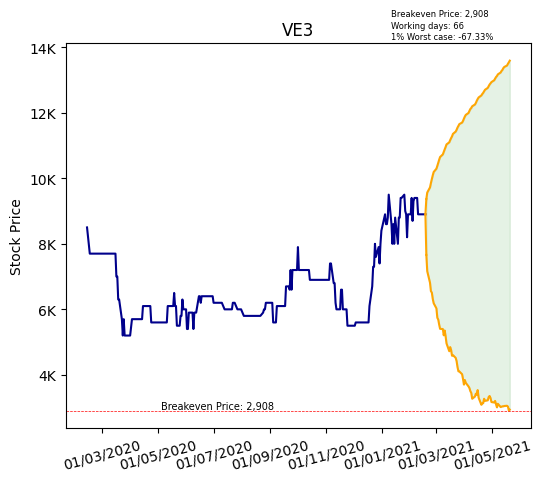 Breakeven Price: 2,908
Working days: 66
1% Worst case: -67.33%
VE3
Stock Price
14K
12K
10K
8K
6K
4K
Breakeven Price: 2,908
01/03/2020
01/05/2020
01/07/2020
01/09/2020
01/11/2020
01/01/2021
01/03/2021
01/05/2021